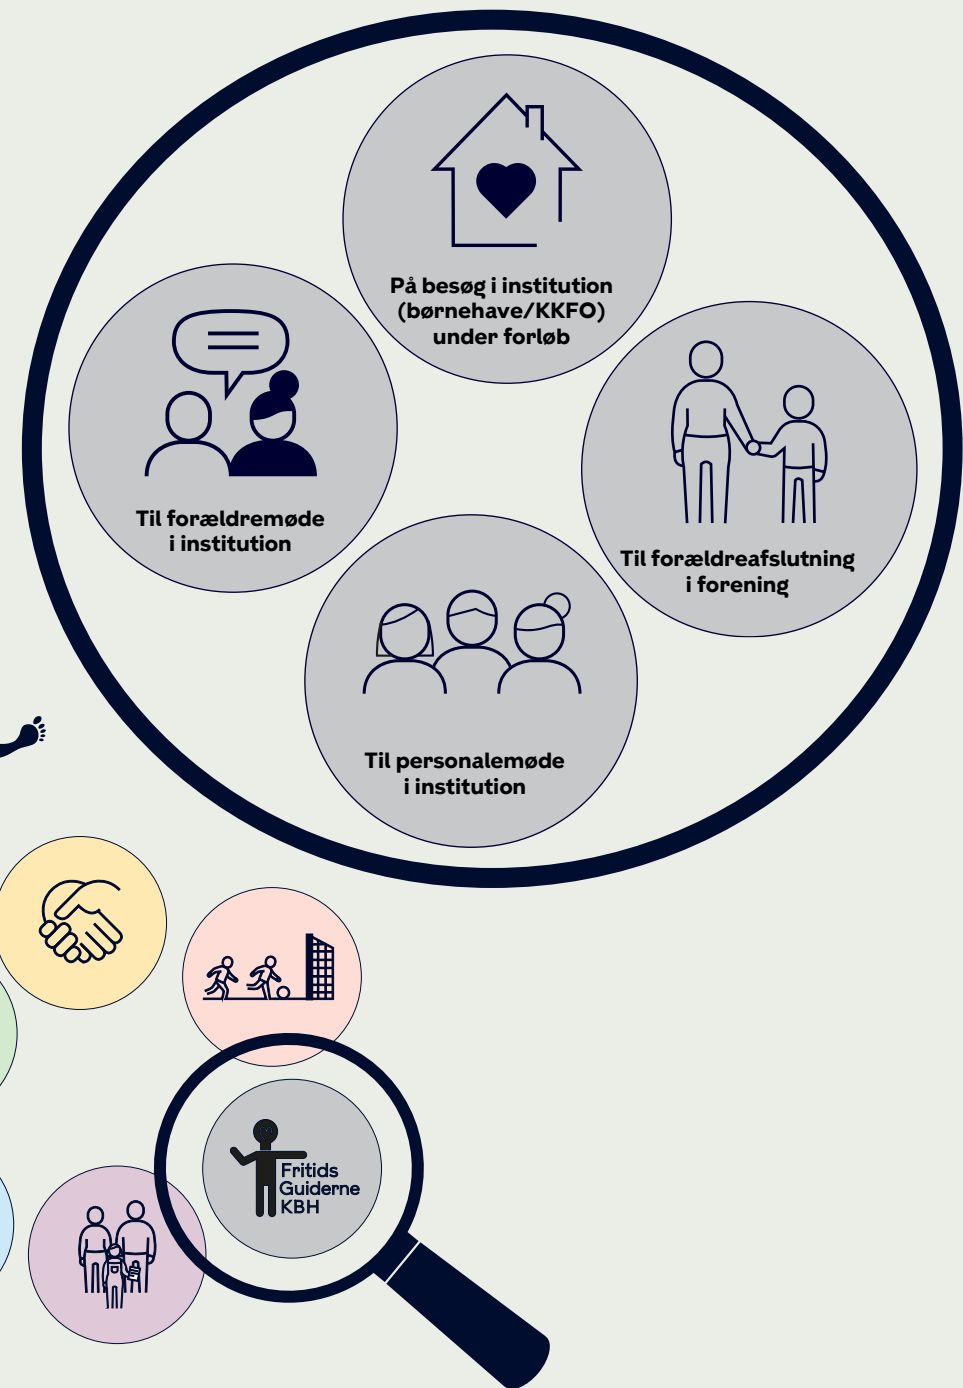 På besøg i institution
(børnehave/KKFO)
under forløb
Til forældremøde
i institution
Til forældreafslutning
i forening
Til personalemøde
i institution
Fritids
Guiderne
KBH